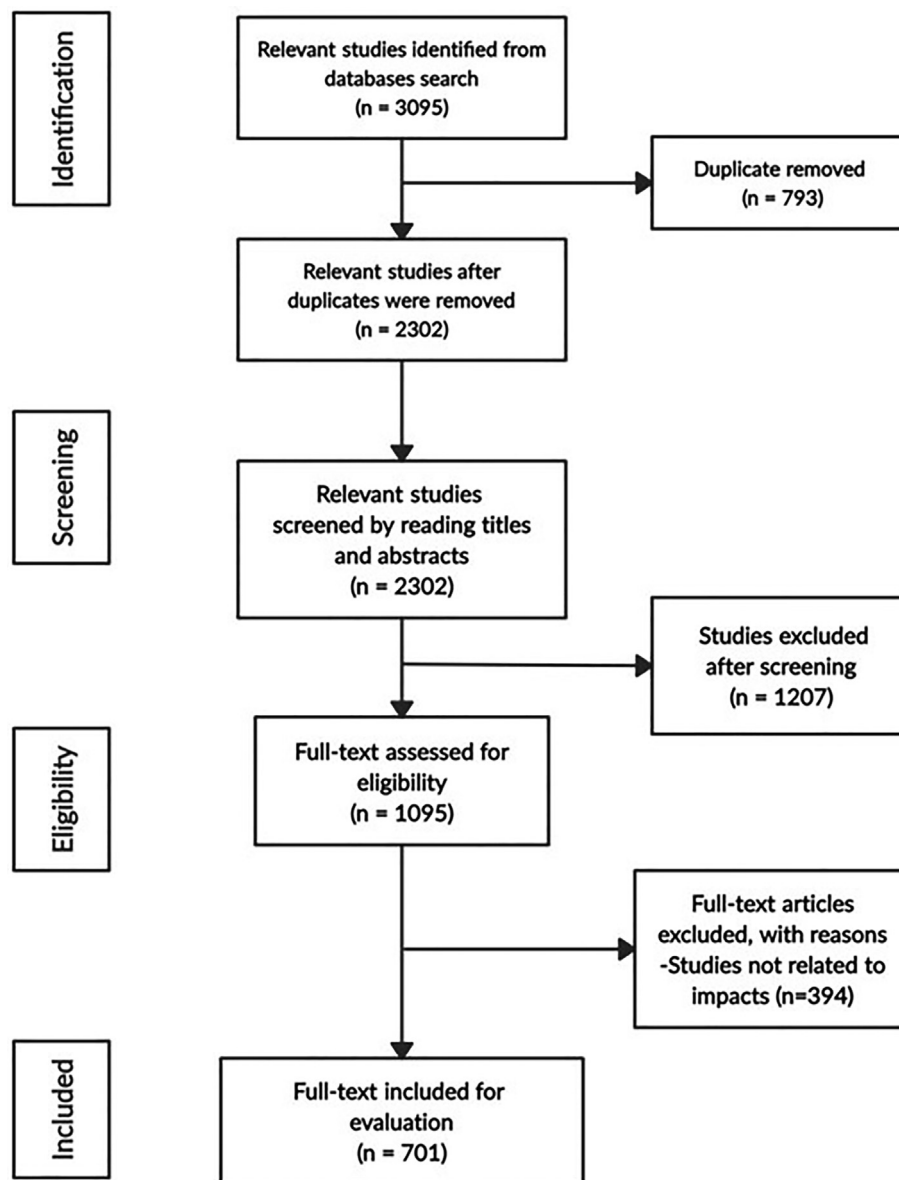 Identification
Relevant studies identified from
databases search
(n = 3095)
Duplicate removed
(n = 793)
Relevant studies after
duplicates were removed
(n = 2302)
Screening
Relevant studies
screened by reading titles
and abstracts
(n = 2302)
Studies excluded
after screening
(n = 1207)
Eligibility
Full-text assessed for
eligibility
(n = 1095)
Full-text articles
excluded, with reasons
-Studies not related to
impacts (n=394)
Included
Full-text included for
evaluation
(n = 701)